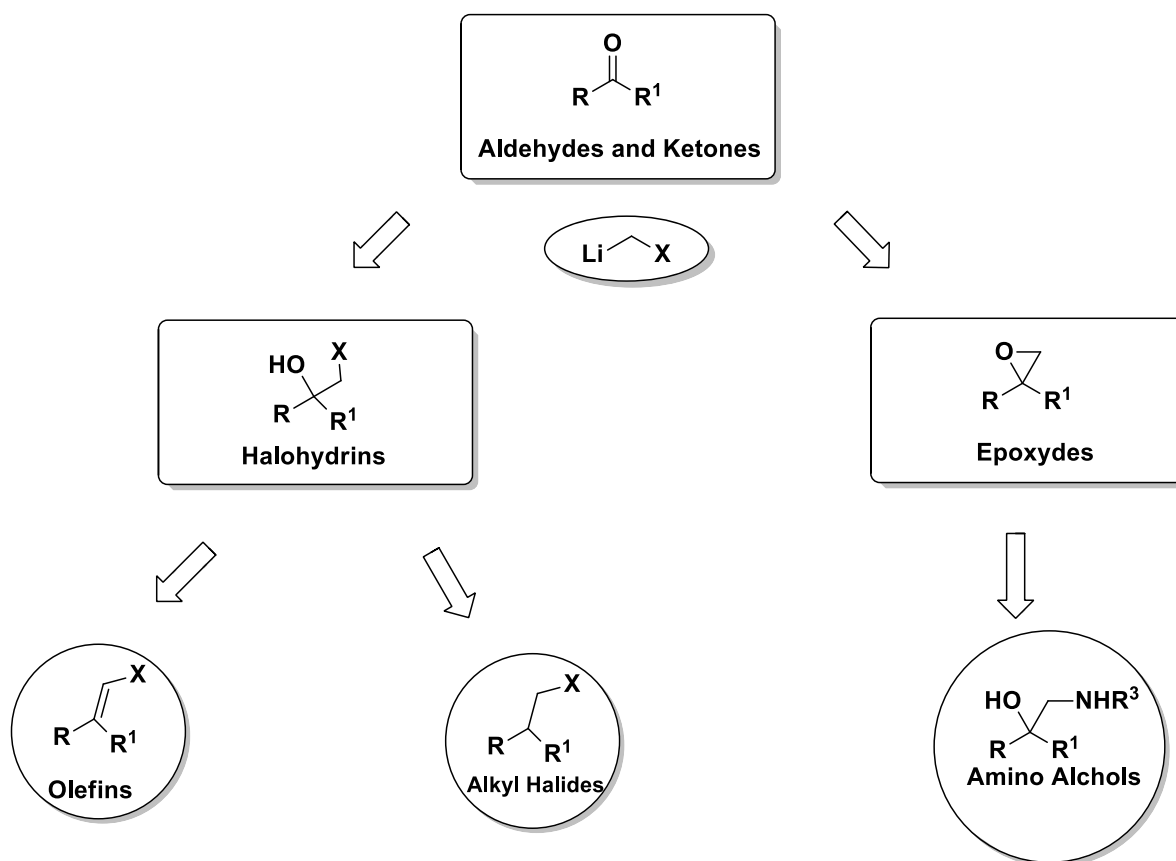 O
R R¹
Aldehydes and Ketones
Li X
X
HO
R R¹
Halohydrins
O
R R¹
Epoxydes
X
R R¹
Olefins
X
R R¹
Alkyl Halides
HO NHR³
R R¹
Amino Alchols